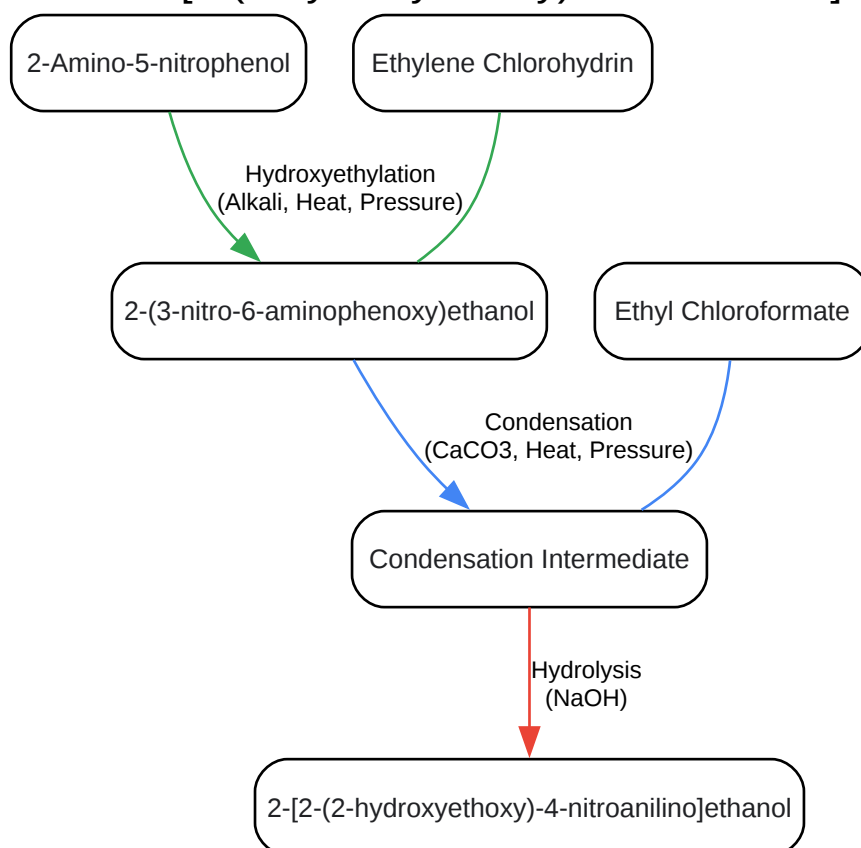 2-Amino-5-nitrophenol
Ethylene Chlorohydrin
Hydroxyethylation
(Alkali, Heat, Pressure)
2-(3-nitro-6-aminophenoxy)ethanol
Ethyl Chloroformate
Condensation
(CaCO3, Heat, Pressure)
Condensation Intermediate
Hydrolysis
(NaOH)
2-[2-(2-hydroxyethoxy)-4-nitroanilino]ethanol